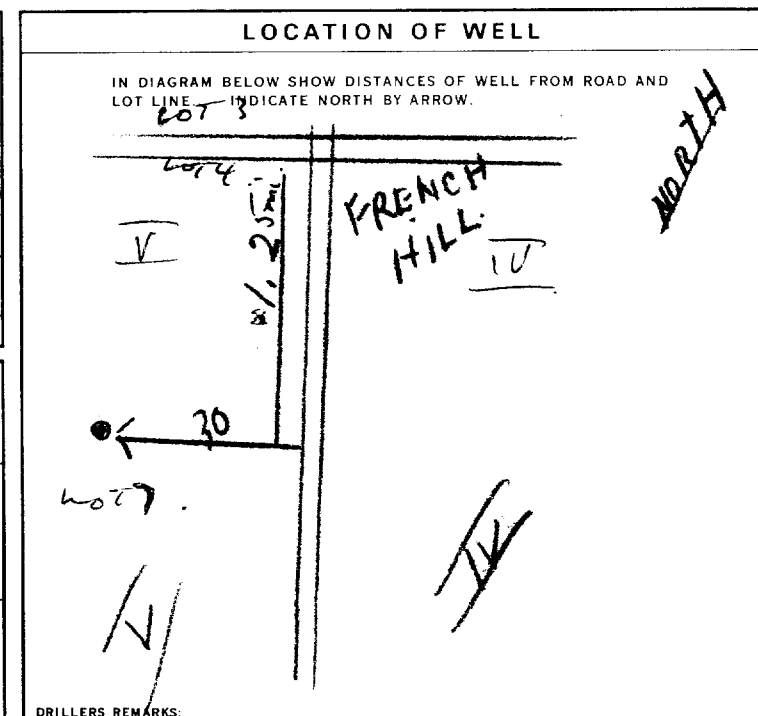 LOCATION OF WELL
IN DIAGRAM BELOW SHOW DISTANCES OF WELL FROM ROAD AND
LOT LINE. INDICATE NORTH BY ARROW.
LOT 3
NORTH
LOT 4
FRENCH
HILL.
V
IV
30
LOT 7.
IV
V
DRILLERS REMARKS: